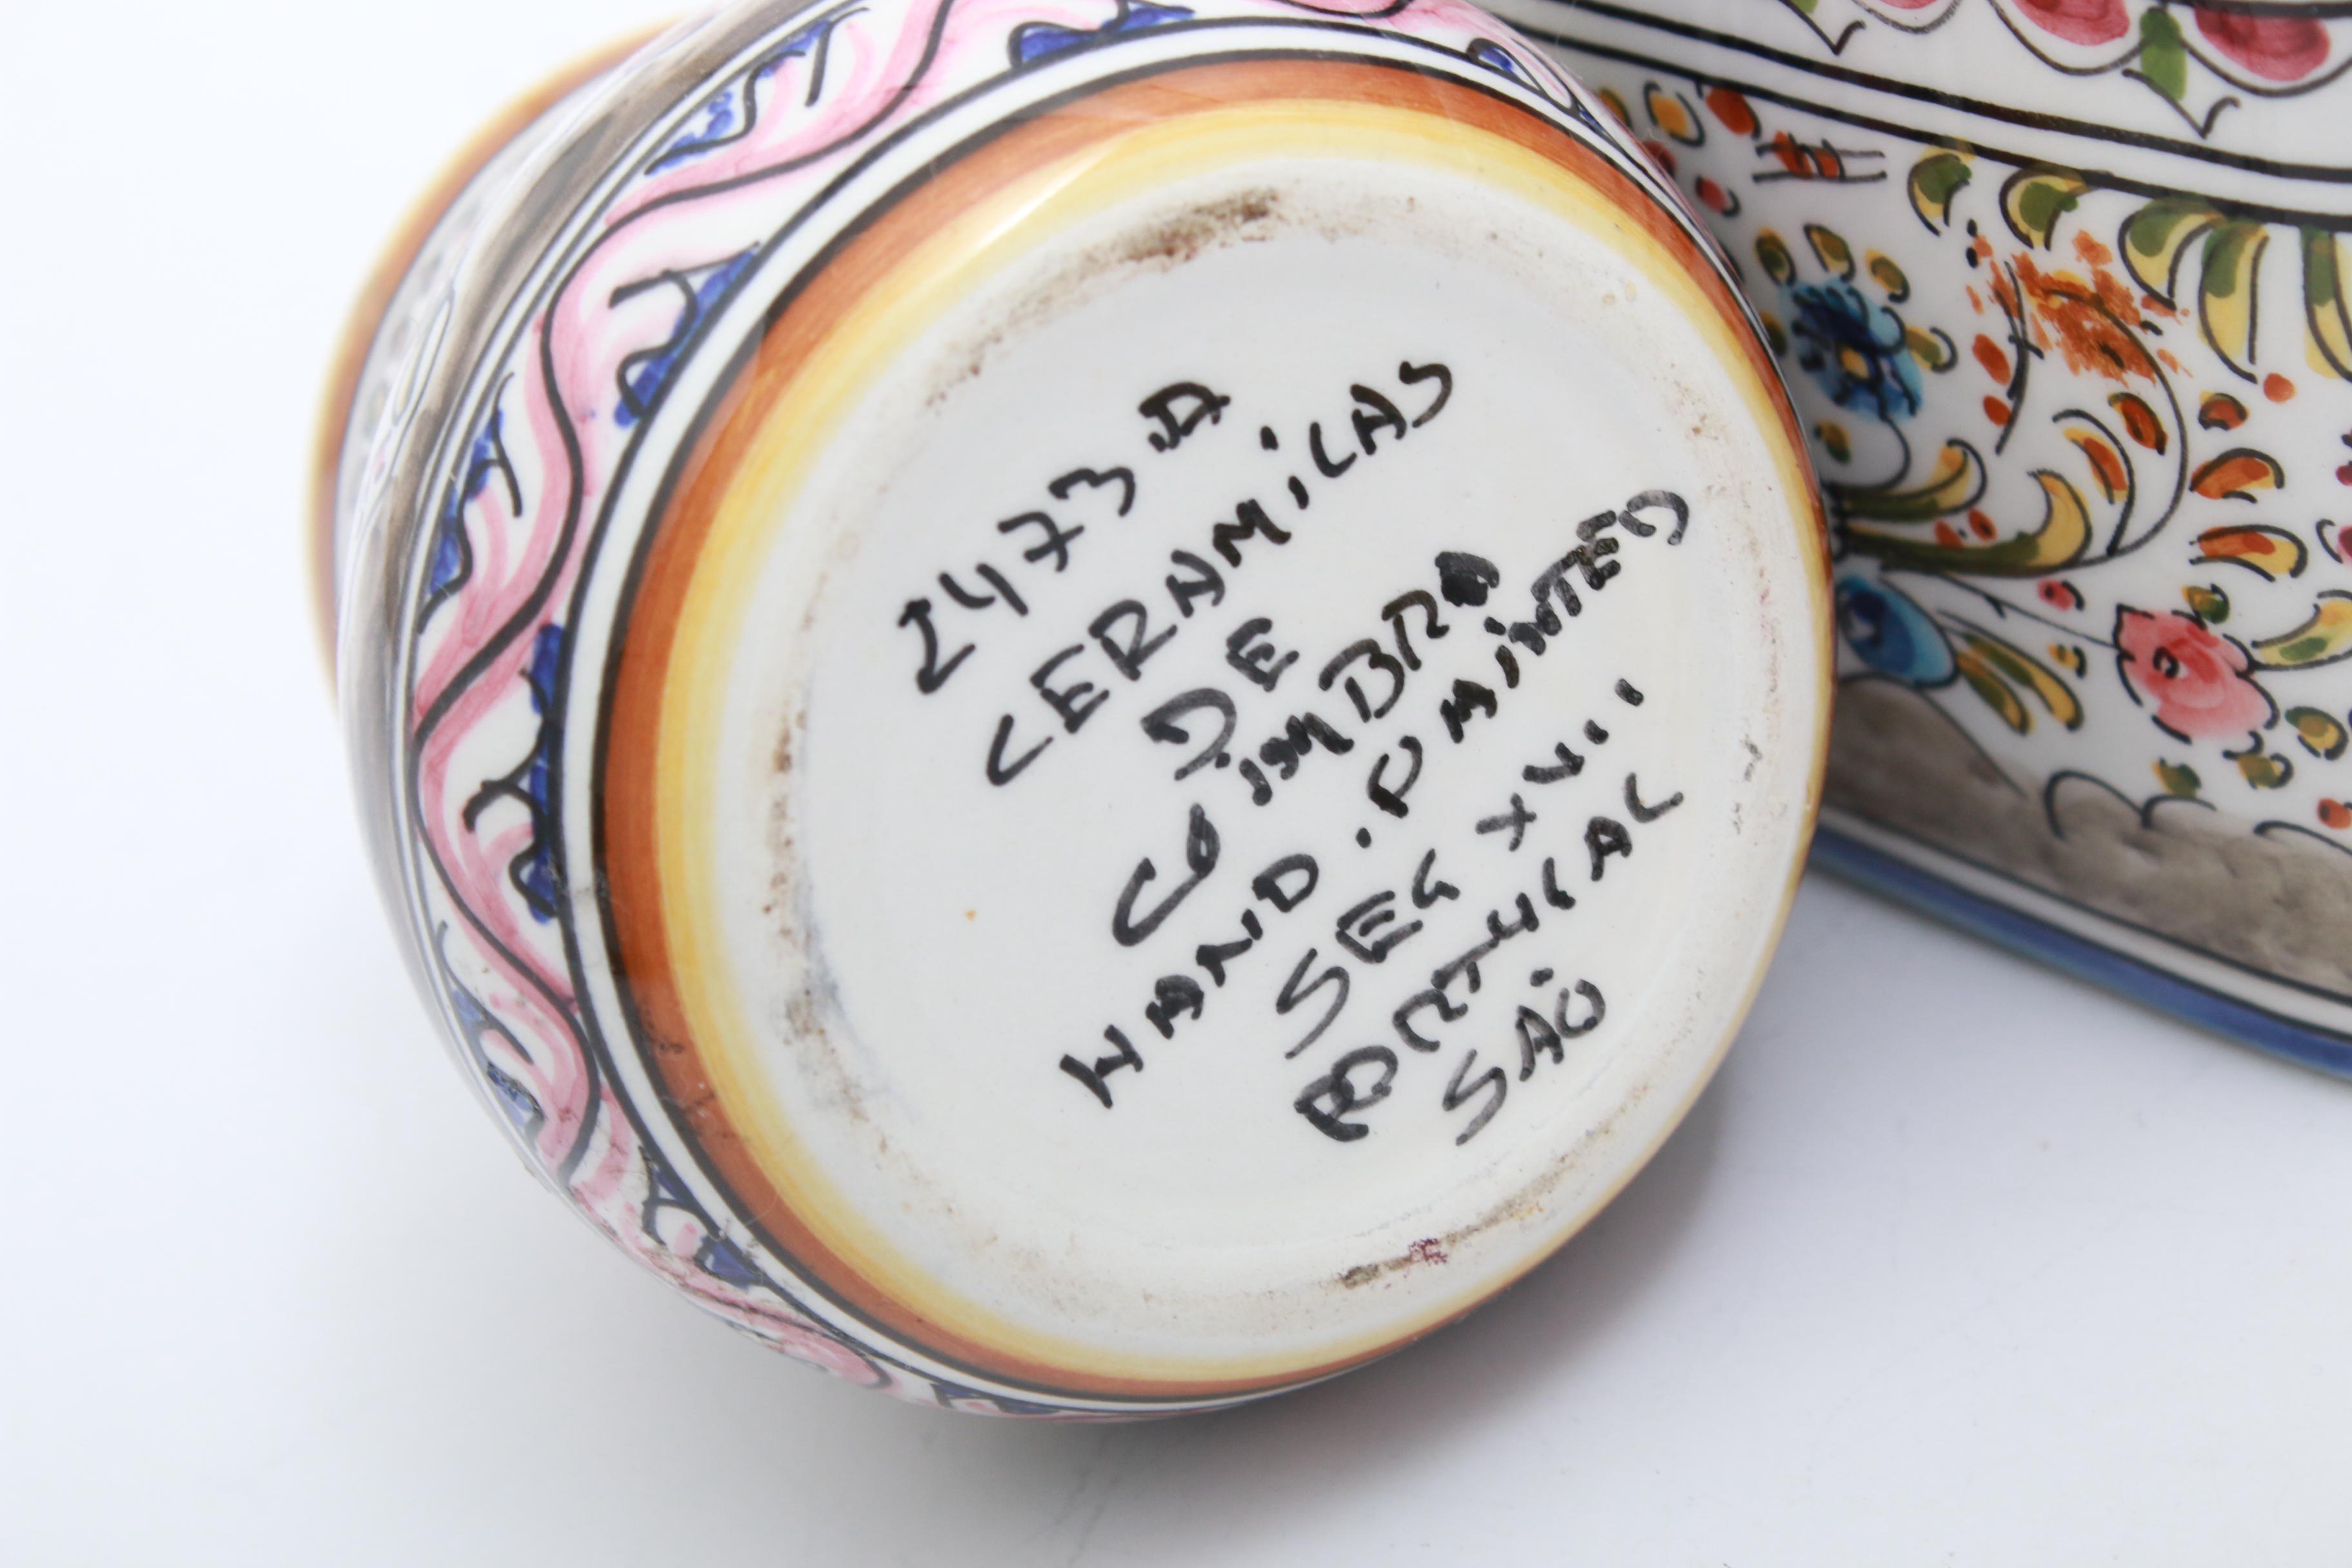 2473 A
CERAMiCAS
DE
COiMBRA
HAND. PAiNTED
SEC XVII
PORTUGAL
SÃO